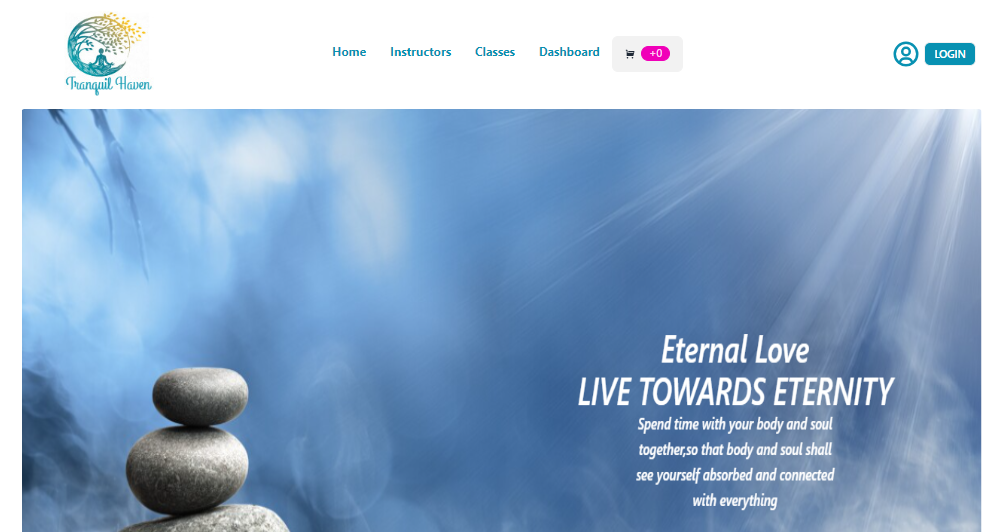 Tranquil Haven
Home Instructors Classes Dashboard +0 LOGIN
Eternal Love
LIVE TOWARDS ETERNITY
Spend time with your body and soul
together,so that body and soul shall
see yourself absorbed and connected
with everything